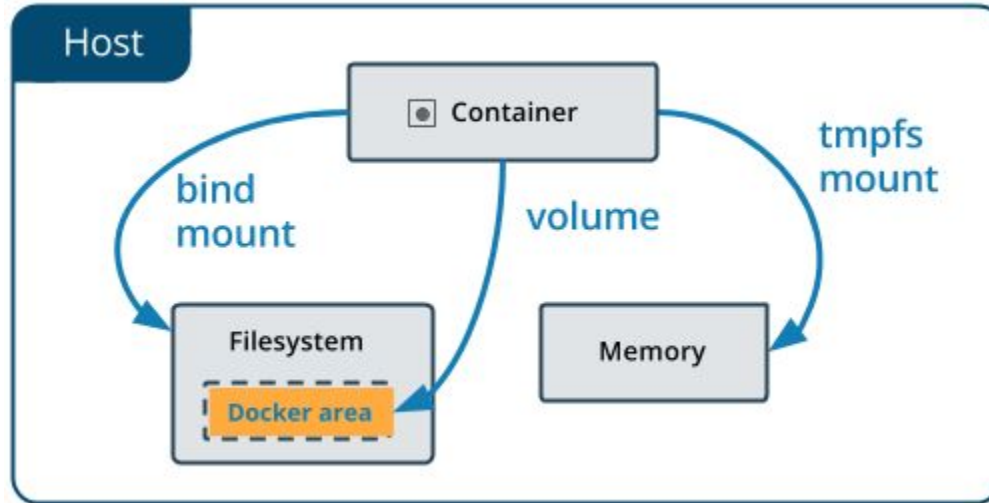 Host
Container
bind
mount
volume
tmpfs
mount
Filesystem
Docker area
Memory